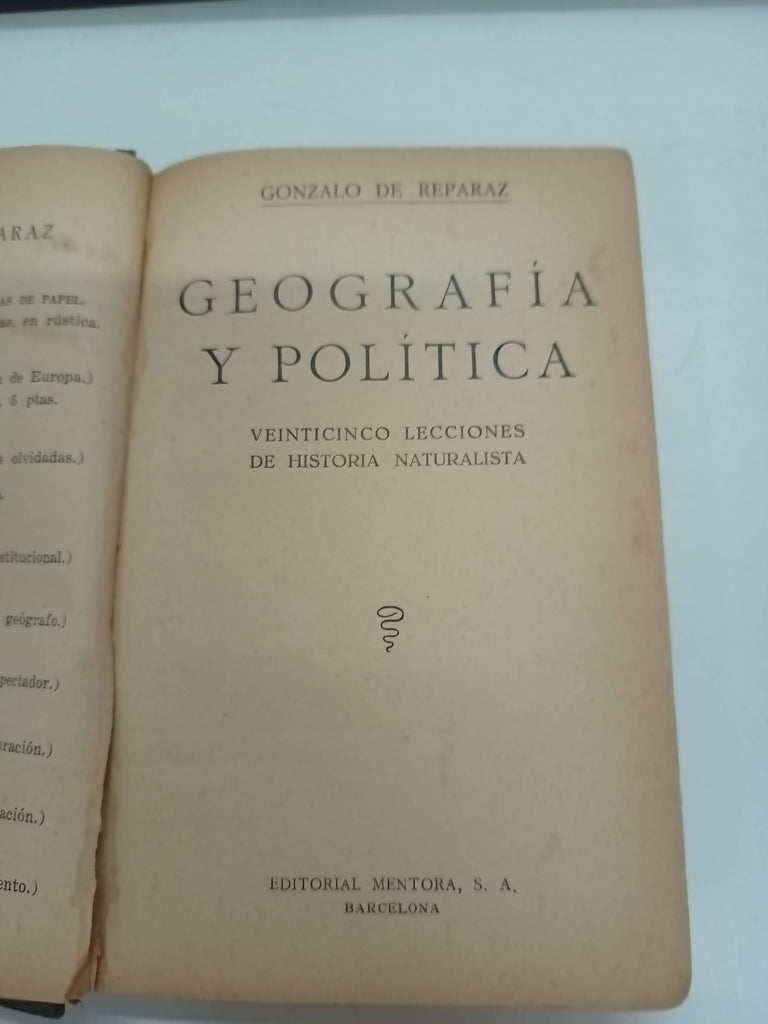 ARAZ
AS DE PAPEL.
as. en rústica.
de Europa.)
5 ptas.
olvidadas.)
stitucional.)
geógrafo.)
pectador.)
ración.)
ación.)
ento.)
GONZALO DE REPARAZ
GEOGRAFÍA
Y POLÍTICA
VEINTICINCO LECCIONES
DE HISTORIA NATURALISTA
EDITORIAL MENTORA, S. A.
BARCELONA